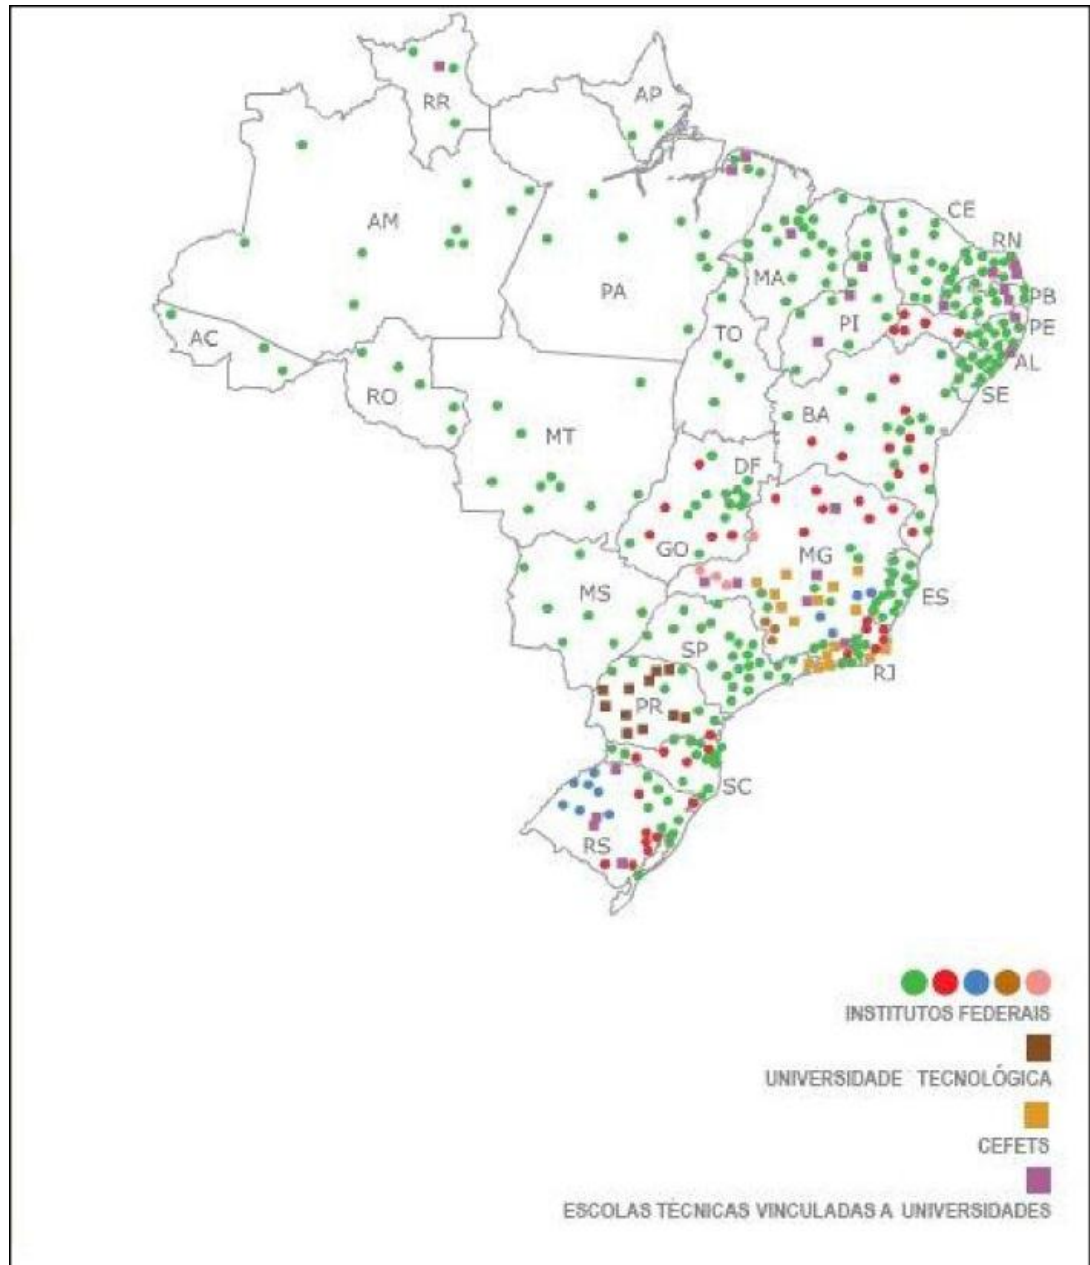 RR
AP
AM
PA
MA
CE
RN
PB
PE
AL
SE
PI
TO
AC
RO
MT
BA
DF
GO
MG
ES
MS
SP
RJ
PR
SC
RS
INSTITUTOS FEDERAIS
UNIVERSIDADE TECNOLÓGICA
CEFETS
ESCOLAS TÉCNICAS VINCULADAS A UNIVERSIDADES